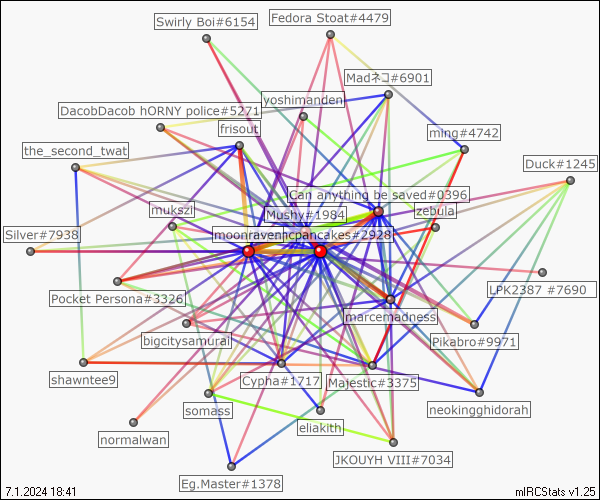 Swirly Boi#6154
Fedora Stoat#4479
Madネコ#6901
yoshimanden
DacobDacob hORNY police#5271
frisout
ming#4742
the_second_twat
Duck#1245
Can anything be saved#0396
mukszi
Mushy#1984
zebula
Silver#7938
pancakes#2928
LPK2387 #7690
Pocket Persona#3326
marcemadness
bigcitysamurai
Pikabro#9971
shawntee9
Cypha#1717
Majestic#3375
somass
neokingghidorah
eliakith
normalwan
JKOUYH VIII#7034
Eg.Master#1378
7.1.2024 18:41
mIRCStats v1.25